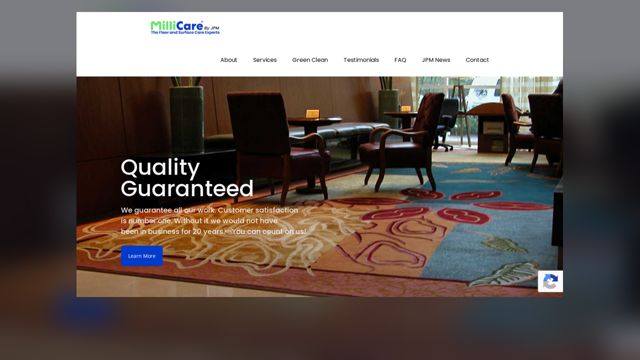 MilliCare by JPM
The Floor and Surface Care Experts
About Services Green Clean Testimonials FAQ JPM News Contact
Quality
Guaranteed
We guarantee all our work. Customer satisfaction
is number one. Without it we would not have
been in business for 20 years. You can count on us!
Learn More